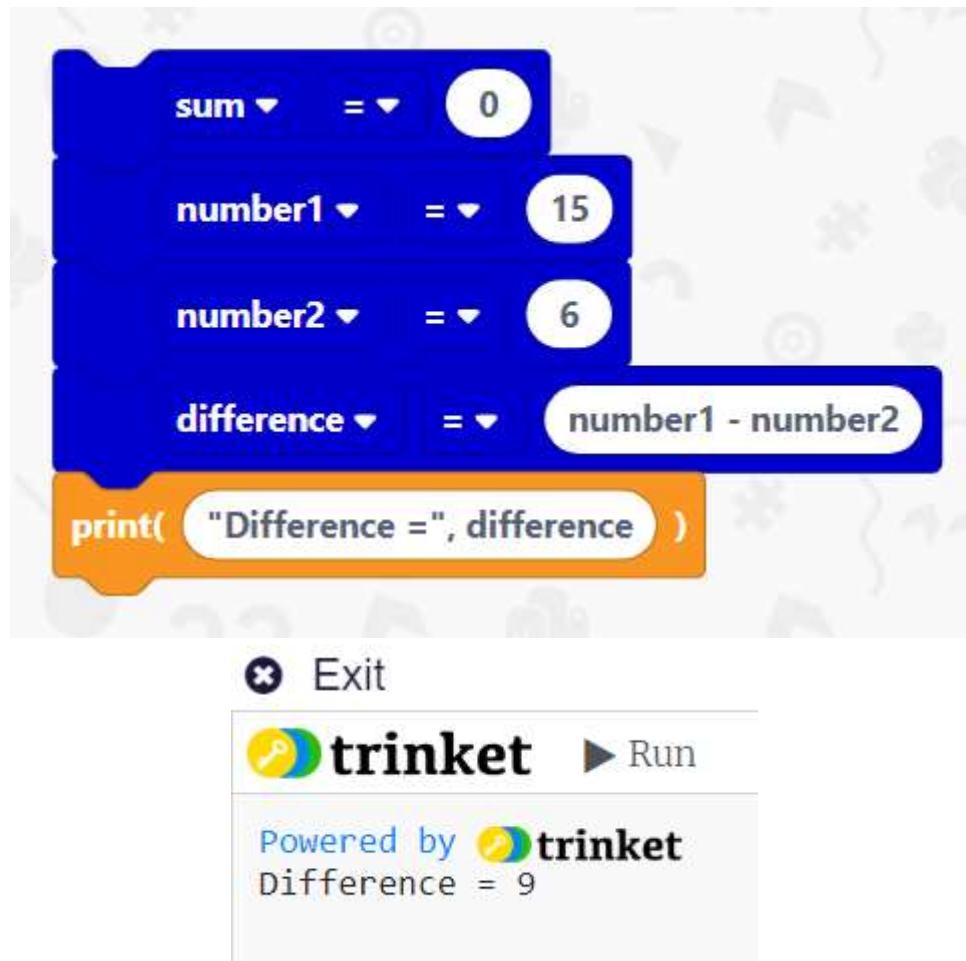 sum = 0
number1 = 15
number2 = 6
difference = number1 - number2
print( "Difference =", difference )
Exit
trinket Run
Powered by trinket
Difference = 9